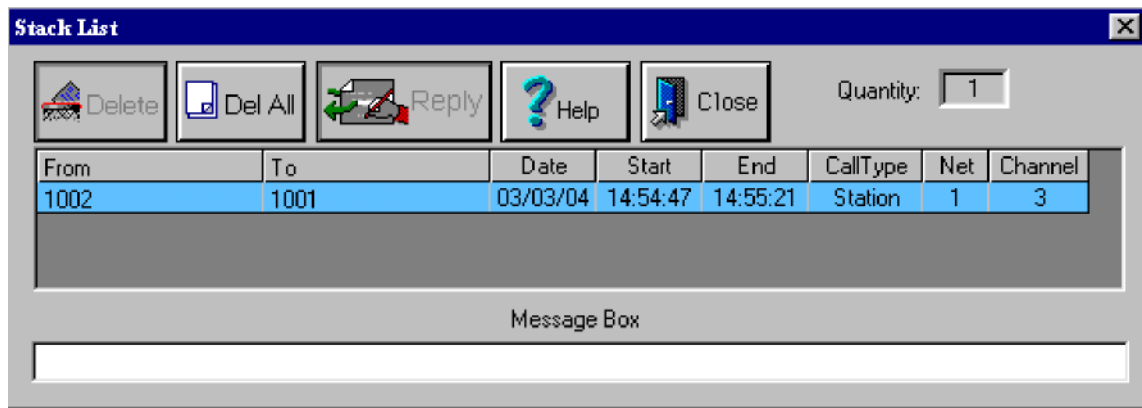 Stack List
Delete Del All Reply Help Close Quantity: 1
From To Date Start End CallType Net Channel
1002 1001 03/03/04 14:54:47 14:55:21 Station 1 3
Message Box